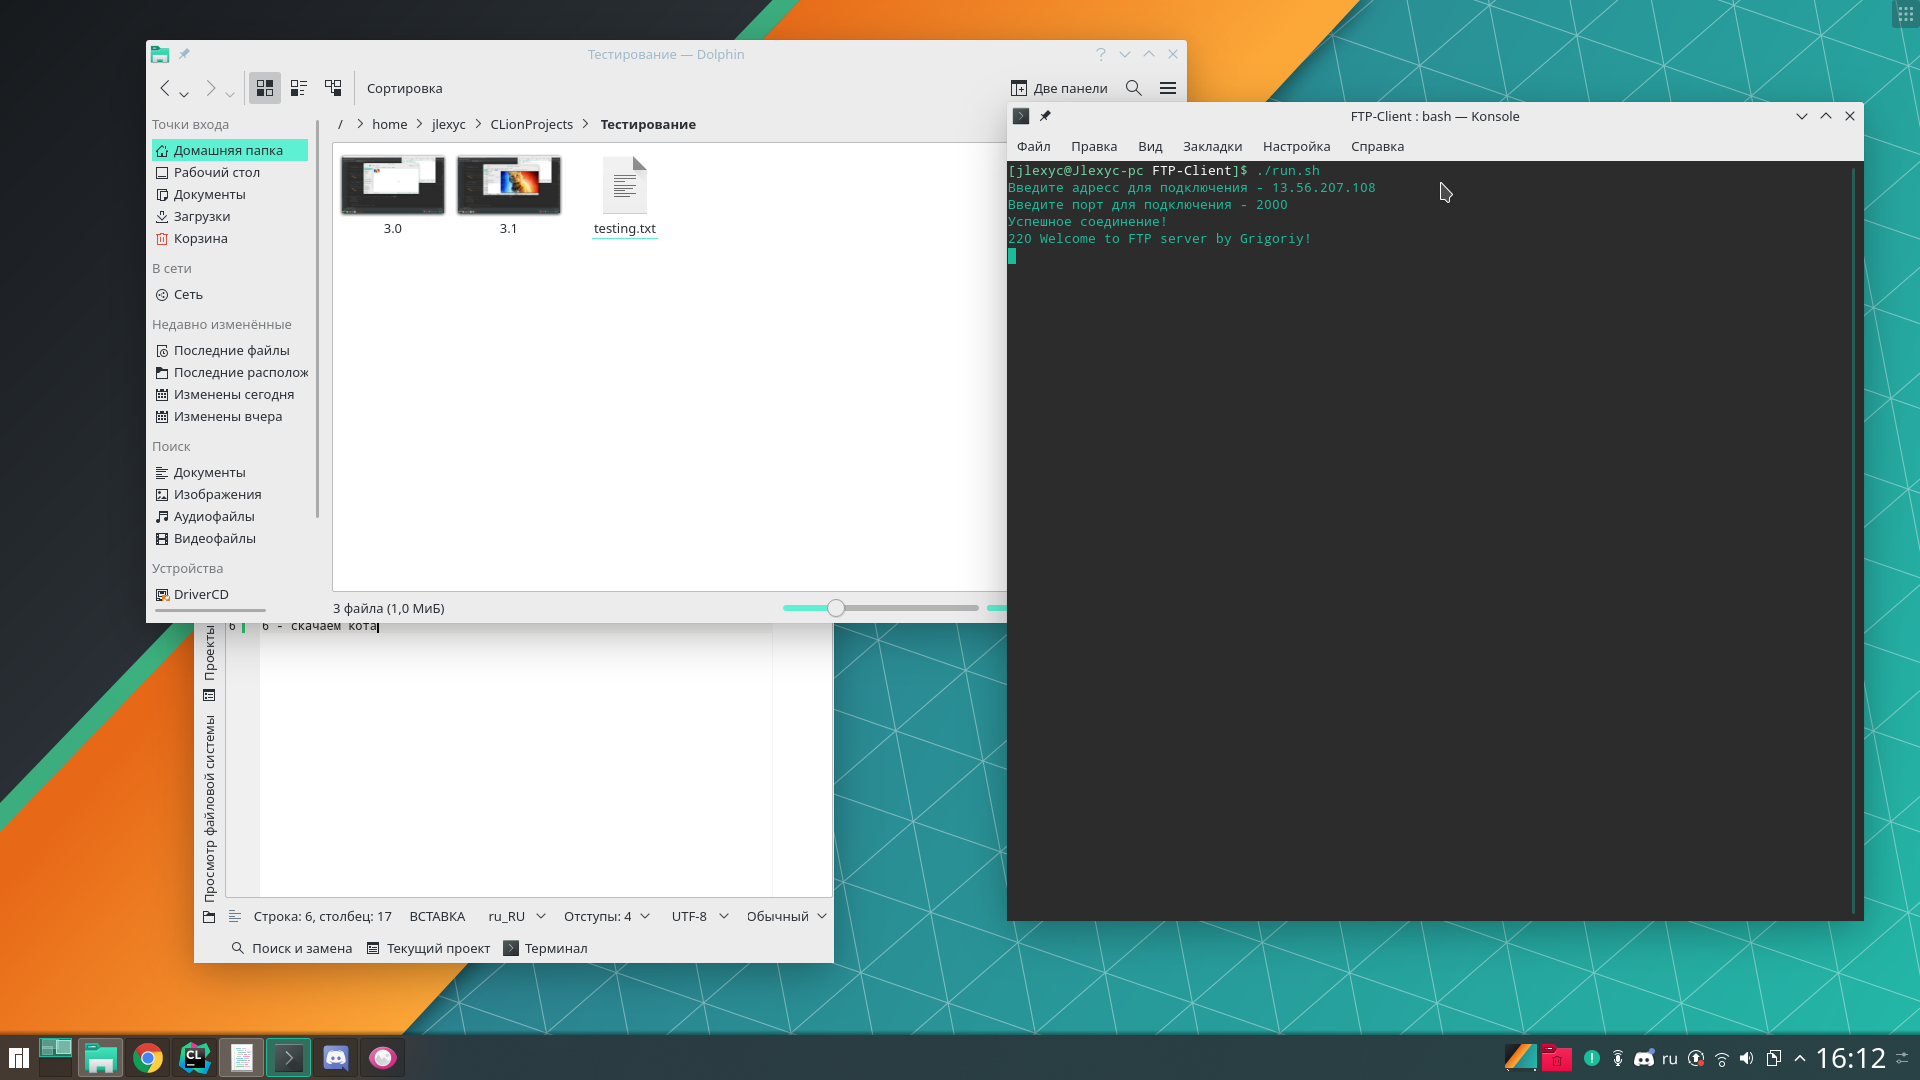 Тестирование — Dolphin
Сортировка
Две панели
/ > home > jlexyc > CLionProjects > Тестирование
Точки входа
Домашняя папка
Рабочий стол
Документы
Загрузки
Корзина
В сети
Сеть
Недавно изменённые
Последние файлы
Последние располож
Изменены сегодня
Изменены вчера
Поиск
Документы
Изображения
Аудиофайлы
Видеофайлы
Устройства
DriverCD
3.0
3.1
testing.txt
3 файла (1,0 МиБ)
FTP-Client : bash — Konsole
Файл Правка Вид Закладки Настройка Справка
[jlexyc@Jlexyc-pc FTP-Client]$ ./run.sh
Введите адресс для подключения - 13.56.207.108
Введите порт для подключения - 2000
Успешное соединение!
220 Welcome to FTP server by Grigoriy!
6 6 - скачаем кота
Проекты
Просмотр файловой системы
Строка: 6, столбец: 17 ВСТАВКА ru_RU Отступы: 4 UTF-8 Обычный
Поиск и замена Текущий проект Терминал
CL
ru
16:12